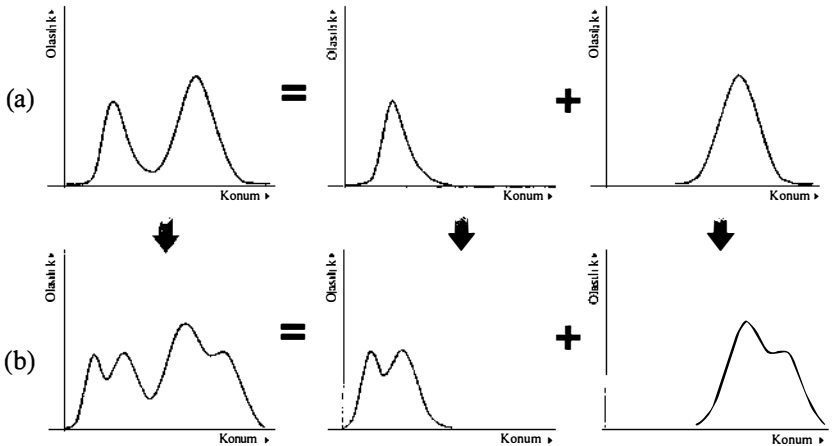 Olasılık▸ Olasılık▸ Olasılık▸
(a) = +
Konum ▸ Konum ▸ Konum ▸
Olasılık▸ Olasılık▸ Olasılık▸
(b) = +
Konum ▸ Konum ▸ Konum ▸